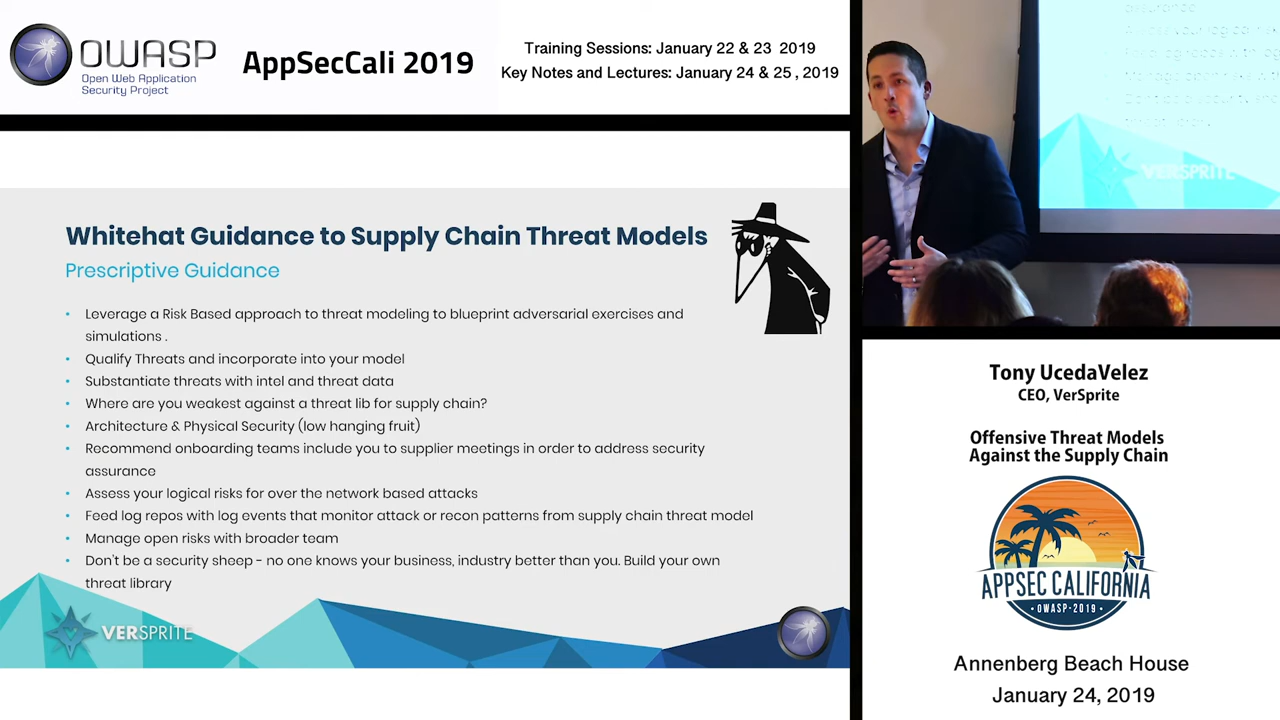 OWASP
Open Web Application
Security Project
AppSecCali 2019
Training Sessions: January 22 & 23 2019
Key Notes and Lectures: January 24 & 25 , 2019
Whitehat Guidance to Supply Chain Threat Models
Prescriptive Guidance
• Leverage a Risk Based approach to threat modeling to blueprint adversarial exercises and
simulations .
• Qualify Threats and incorporate into your model
• Substantiate threats with intel and threat data
• Where are you weakest against a threat lib for supply chain?
• Architecture & Physical Security (low hanging fruit)
• Recommend onboarding teams include you to supplier meetings in order to address security
assurance
• Assess your logical risks for over the network based attacks
• Feed log repos with log events that monitor attack or recon patterns from supply chain threat model
• Manage open risks with broader team
• Don't be a security sheep - no one knows your business, industry better than you. Build your own
threat library
VERSPRITE
assurance
VERSPRITE
Tony UcedaVelez
CEO, VerSprite
Offensive Threat Models
Against the Supply Chain
APPSEC CALIFORNIA
• OWASP-2019 •
Annenberg Beach House
January 24, 2019